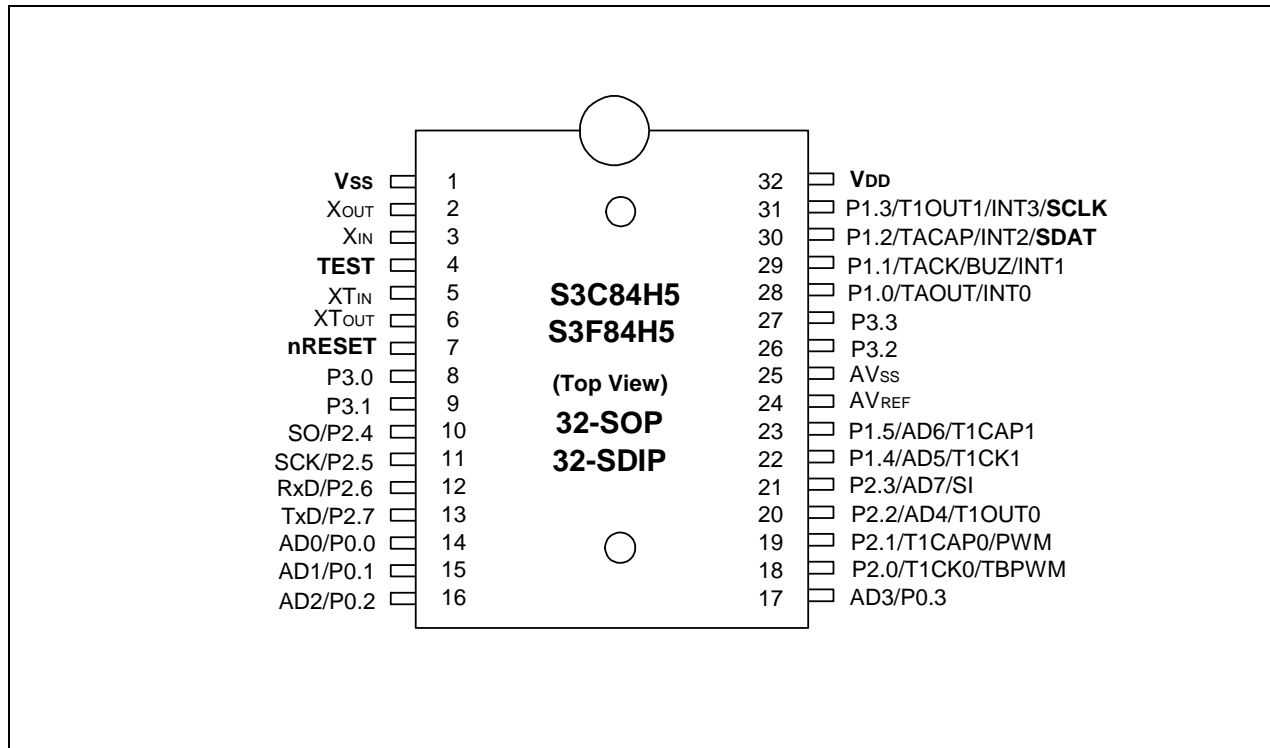 VSS 1
XOUT 2
XIN 3
TEST 4
XTIN 5
XTOUT 6
nRESET 7
P3.0 8
P3.1 9
SO/P2.4 10
SCK/P2.5 11
RxD/P2.6 12
TxD/P2.7 13
AD0/P0.0 14
AD1/P0.1 15
AD2/P0.2 16
S3C84H5
S3F84H5
(Top View)
32-SOP
32-SDIP
32 VDD
31 P1.3/T1OUT1/INT3/SCLK
30 P1.2/TACAP/INT2/SDAT
29 P1.1/TACK/BUZ/INT1
28 P1.0/TAOUT/INT0
27 P3.3
26 P3.2
25 AVSS
24 AVREF
23 P1.5/AD6/T1CAP1
22 P1.4/AD5/T1CK1
21 P2.3/AD7/SI
20 P2.2/AD4/T1OUT0
19 P2.1/T1CAP0/PWM
18 P2.0/T1CK0/TBPWM
17 AD3/P0.3